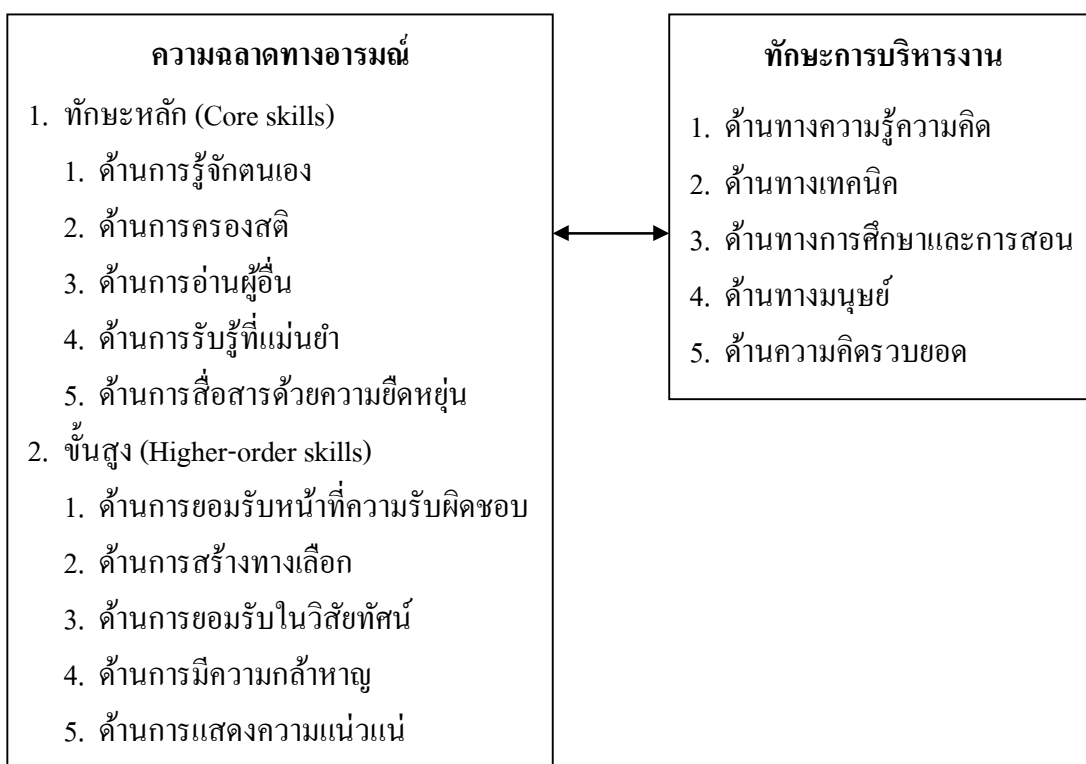 ความฉลาดทางอารมณ์
1. ทักษะหลัก (Core skills)
1. ด้านการรู้จักตนเอง
2. ด้านการครองสติ
3. ด้านการอ่านผู้อื่น
4. ด้านการรับรู้ที่แม่นยำ
5. ด้านการสื่อสารด้วยความยืดหยุ่น
2. ขั้นสูง (Higher-order skills)
1. ด้านการยอมรับหน้าที่ความรับผิดชอบ
2. ด้านการสร้างทางเลือก
3. ด้านการยอมรับในวิสัยทัศน์
4. ด้านการมีความกล้าหาญ
5. ด้านการแสดงความแน่วแน่
ทักษะการบริหารงาน
1. ด้านทางความรู้ความคิด
2. ด้านทางเทคนิค
3. ด้านทางการศึกษาและการสอน
4. ด้านทางมนุษย์
5. ด้านความคิดรวบยอด